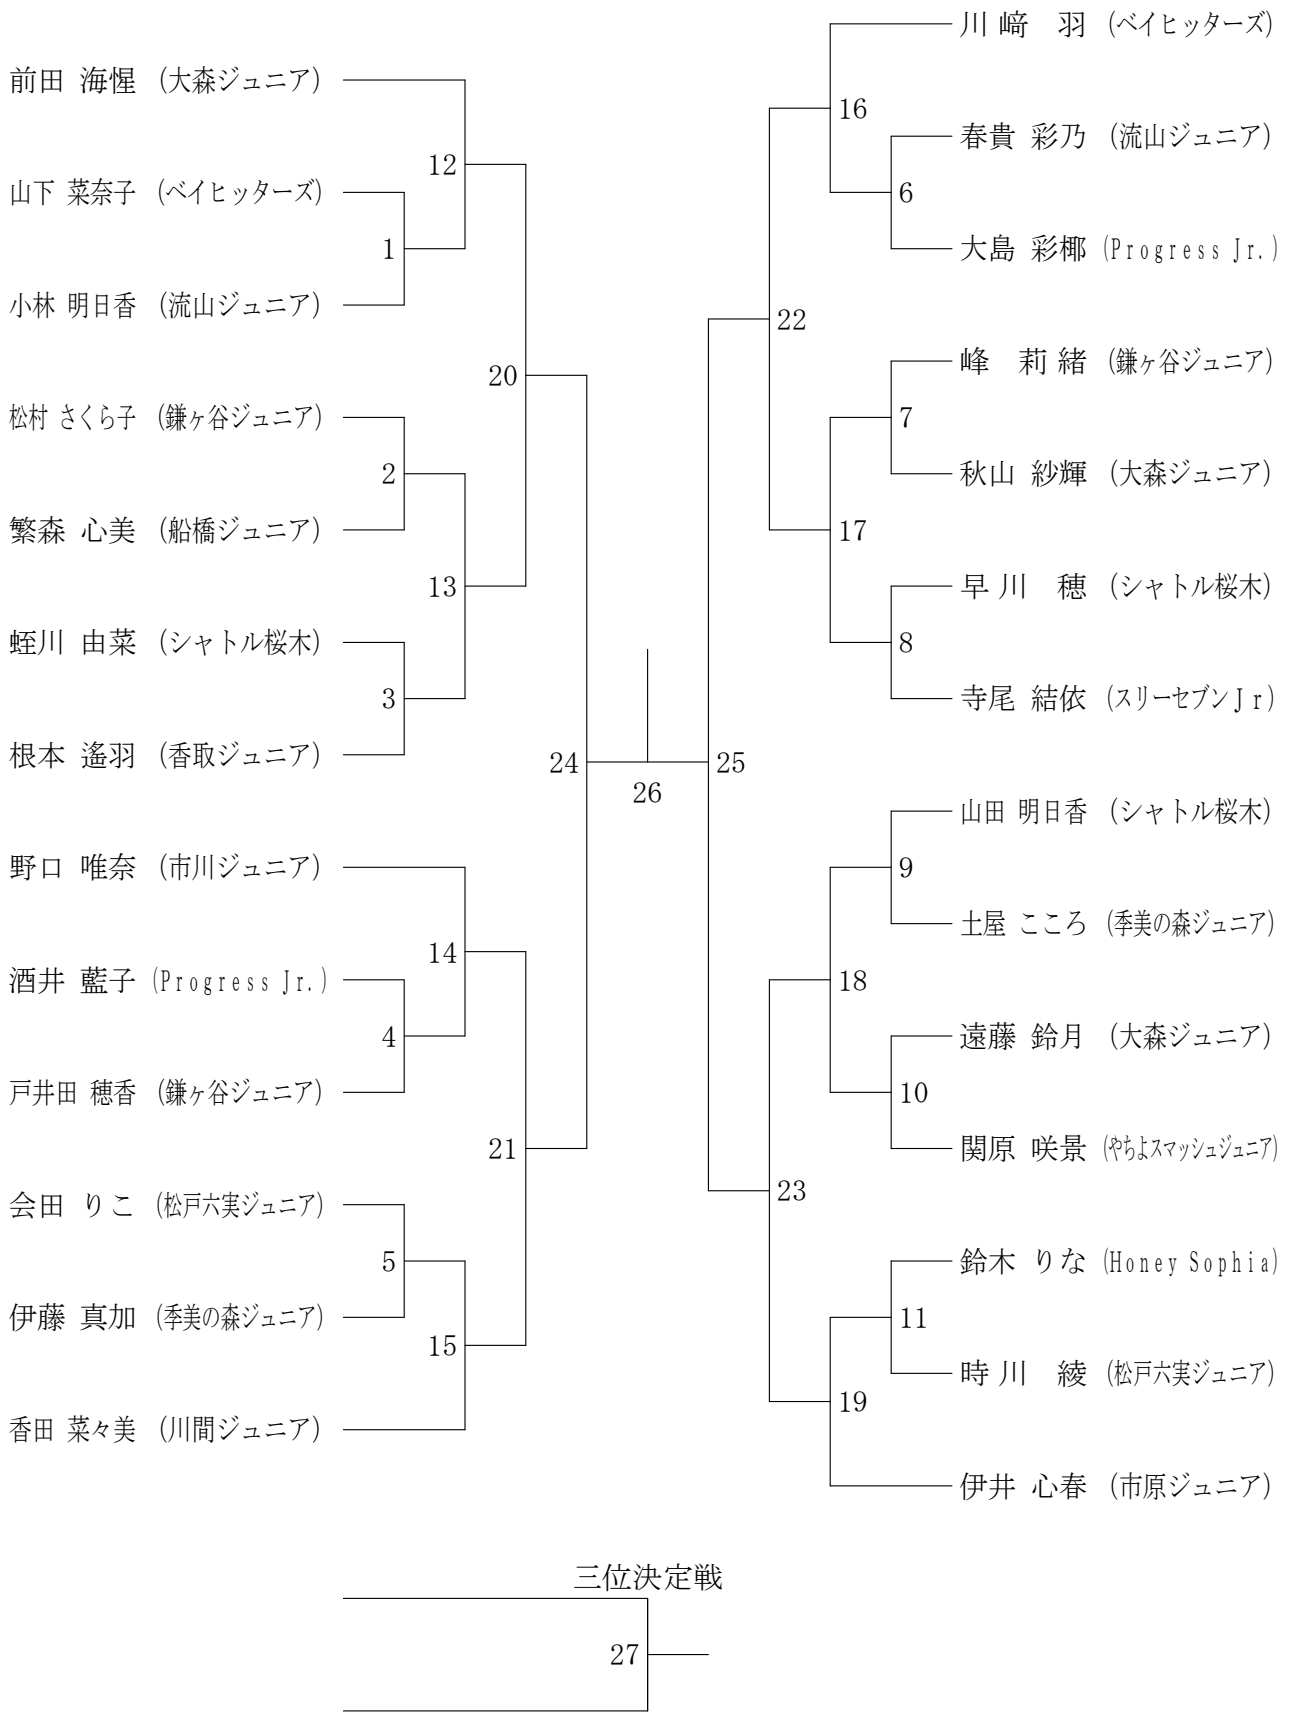 前田 海惺 (大森ジュニア)
12
山下 菜奈子 (ベイヒッターズ)
1
小林 明日香 (流山ジュニア)
20
松村 さくら子 (鎌ヶ谷ジュニア)
2
繁森 心美 (船橋ジュニア)
13
蛭川 由菜 (シャトル桜木)
3
根本 遙羽 (香取ジュニア)
24
野口 唯奈 (市川ジュニア)
14
酒井 藍子 (Progress Jr.)
4
戸井田 穂香 (鎌ヶ谷ジュニア)
21
会田 りこ (松戸六実ジュニア)
5
伊藤 真加 (季美の森ジュニア)
15
香田 菜々美 (川間ジュニア)
26
川﨑 羽 (ベイヒッターズ)
16
春貴 彩乃 (流山ジュニア)
6
大島 彩椰 (Progress Jr.)
22
峰 莉緒 (鎌ヶ谷ジュニア)
7
秋山 紗輝 (大森ジュニア)
17
早川 穂 (シャトル桜木)
8
寺尾 結依 (スリーセブンJr)
25
山田 明日香 (シャトル桜木)
9
土屋 こころ (季美の森ジュニア)
18
遠藤 鈴月 (大森ジュニア)
10
関原 咲景 (やちよスマッシュジュニア)
23
鈴木 りな (Honey Sophia)
11
時川 綾 (松戸六実ジュニア)
19
伊井 心春 (市原ジュニア)
三位決定戦
27